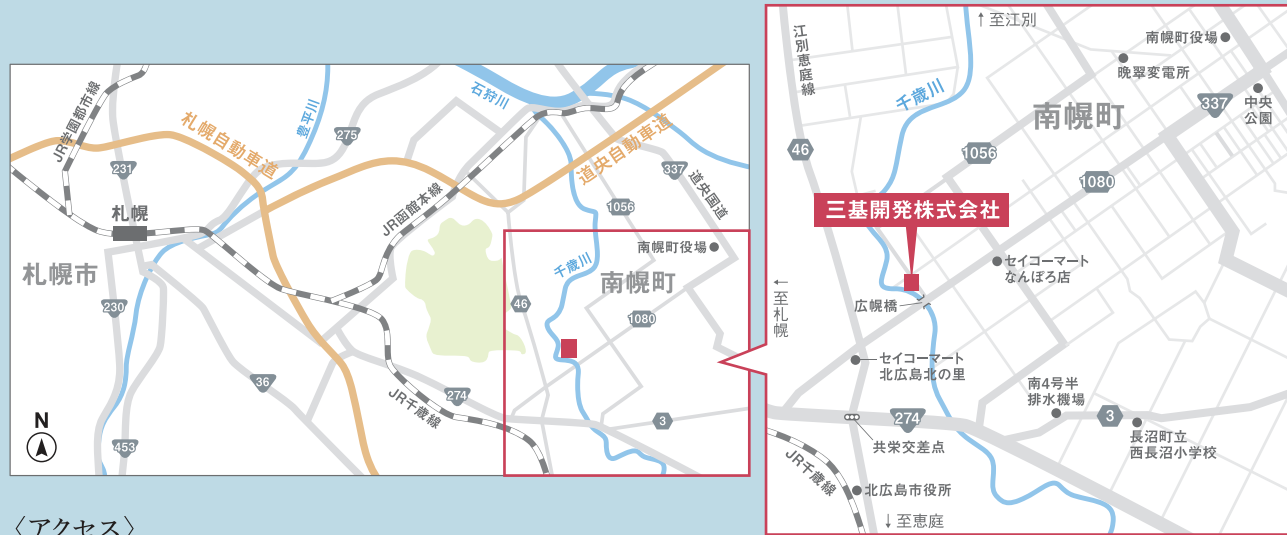 石狩川
JR学園都市線
豊平川
札幌自動車道
275
道央自動車道
231
337
道央国道
JR函館本線
1056
札幌
南幌町役場
札幌市
千歳川
南幌町
46
230
1080
36
274
JR千歳線
3
453
N
〈アクセス〉
↑至江別
江別恵庭線
南幌町役場
晩翠変電所
千歳川
337
中央
公園
南幌町
46
1056
1080
三基開発株式会社
セイコーマート
なんぽろ店
←至札幌
広幌橋
セイコーマート
北広島北の里
南4号半
排水機場
274
3
共栄交差点
長沼町立
西長沼小学校
JR千歳線
北広島市役所
↓至恵庭